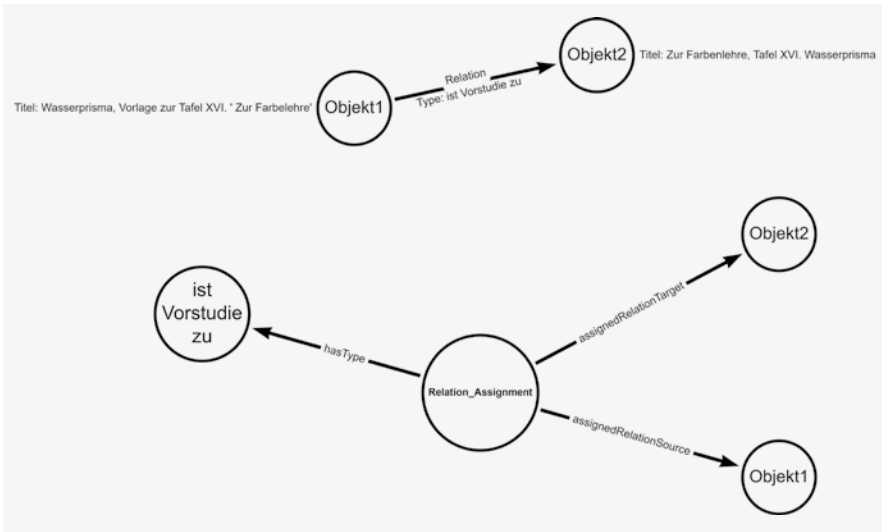 Objekt2
Titel: Zur Farbenlehre, Tafel XVI. Wasserprisma
Relation
Type: ist Vorstudie zu
Titel: Wasserprisma, Vorlage zur Tafel XVI. ' Zur Farbelehre'
Objekt1
Objekt2
ist
Vorstudie
zu
assignedRelationTarget
hasType
Relation_Assignment
assignedRelationSource
Objekt1